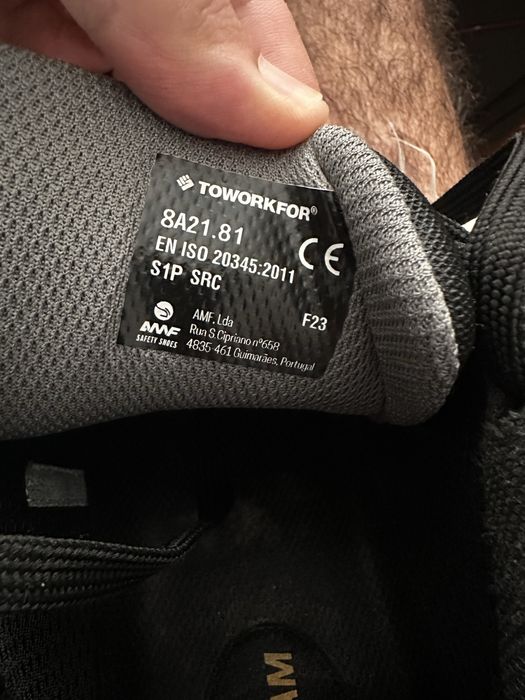 TOWORKFOR®
8A21.81
EN ISO 20345:2011
CE
S1P SRC
AMF
SAFETY SHOES
AMF, Lda
Rua S.Cipriano nº658
4835-461 Guimarães, Portugal
F23
AM